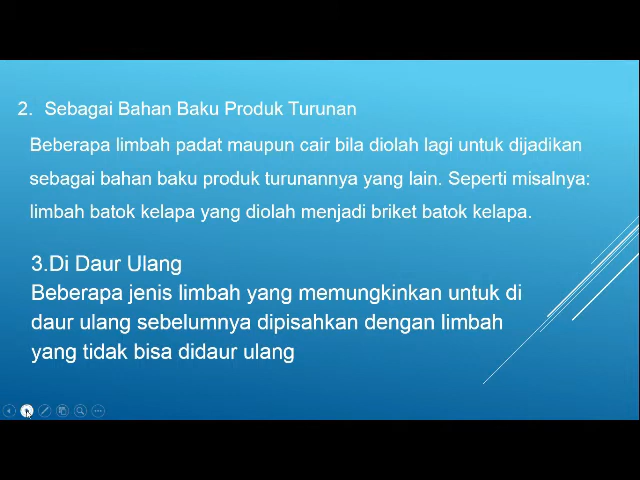 2. Sebagai Bahan Baku Produk Turunan
Beberapa limbah padat maupun cair bila diolah lagi untuk dijadikan
sebagai bahan baku produk turunannya yang lain. Seperti misalnya:
limbah batok kelapa yang diolah menjadi briket batok kelapa.
3.Di Daur Ulang
Beberapa jenis limbah yang memungkinkan untuk di
daur ulang sebelumnya dipisahkan dengan limbah
yang tidak bisa didaur ulang